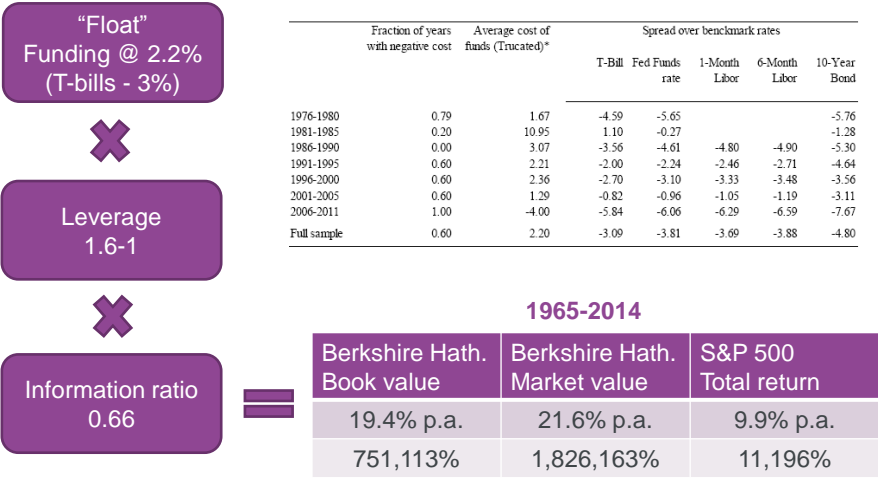 “Float”
Funding @ 2.2%
(T-bills - 3%)
Leverage
1.6-1
Information ratio
0.66
Fraction of years Average cost of Spread over benckmark rates
with negative cost funds (Trucated)*
T-Bill Fed Funds 1-Month 6-Month 10-Year
rate Libor Libor Bond
1976-1980 0.79 1.67 -4.59 -5.65 -5.76
1981-1985 0.20 10.95 1.10 -0.27 -1.28
1986-1990 0.00 3.07 -3.56 -4.61 -4.80 -4.90 -5.30
1991-1995 0.60 2.21 -2.00 -2.24 -2.46 -2.71 -4.64
1996-2000 0.60 2.36 -2.70 -3.10 -3.33 -3.48 -3.56
2001-2005 0.60 1.29 -0.82 -0.96 -1.05 -1.19 -3.11
2006-2011 1.00 -4.00 -5.84 -6.06 -6.29 -6.59 -7.67
Full sample 0.60 2.20 -3.09 -3.81 -3.69 -3.88 -4.80
1965-2014
Berkshire Hath. Berkshire Hath. S&P 500
Book value Market value Total return
19.4% p.a. 21.6% p.a. 9.9% p.a.
751,113% 1,826,163% 11,196%